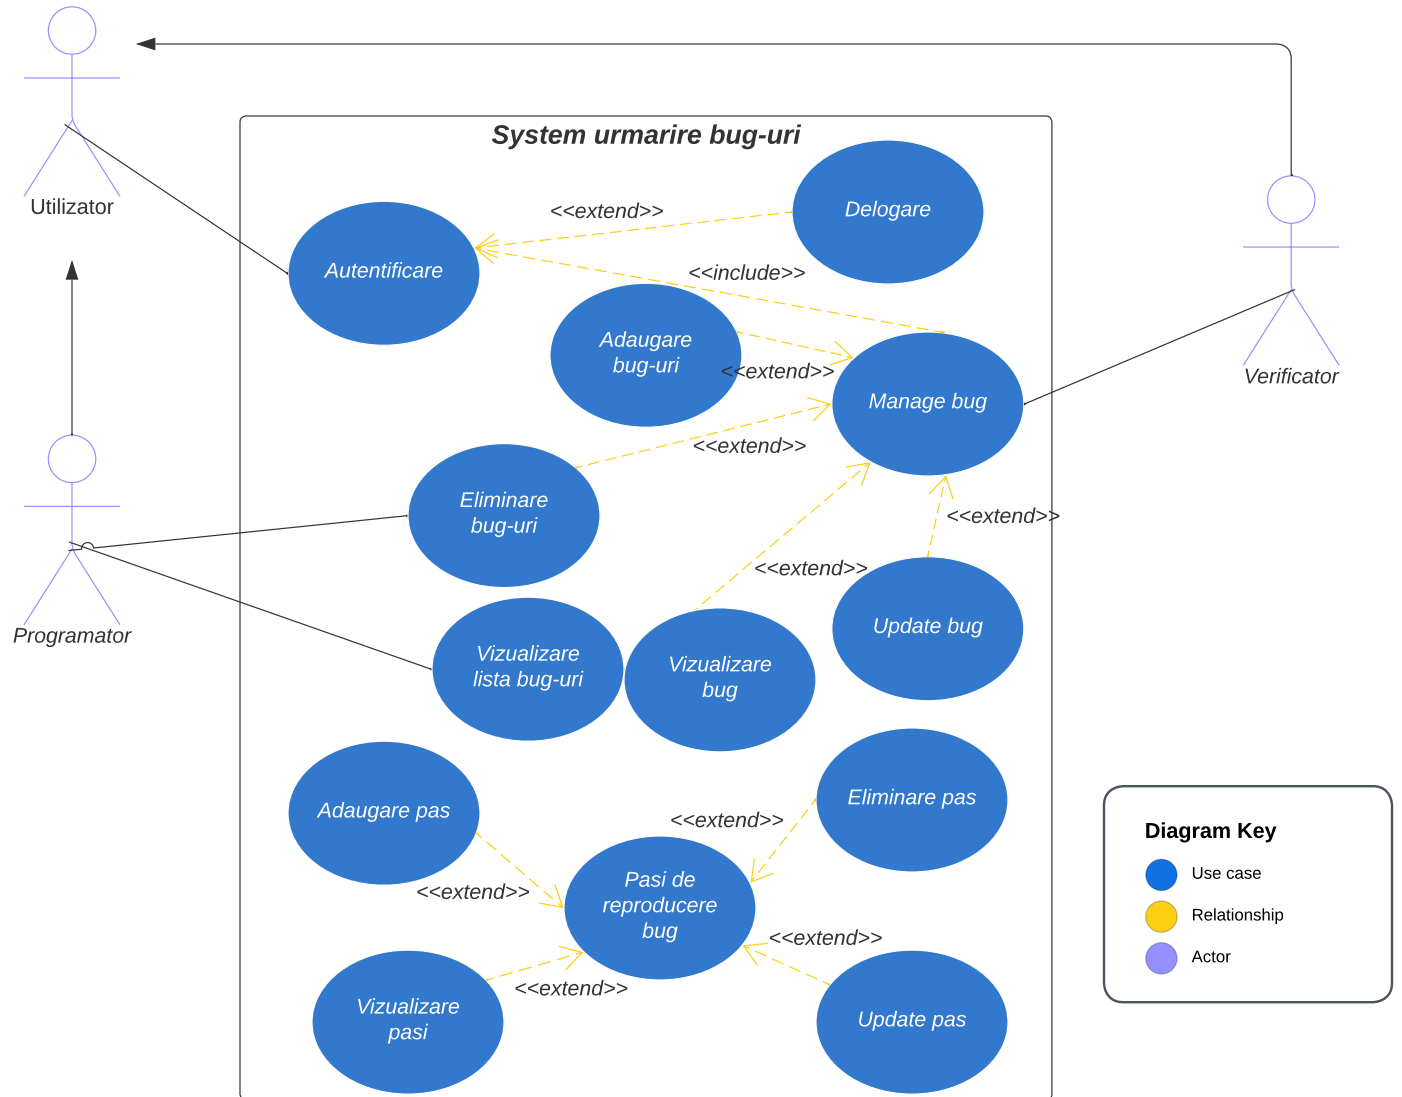 System urmarire bug-uri
Utilizator
Delogare
<<extend>>
Autentificare
<<include>>
Adaugare
bug-uri
<<extend>>
Manage bug
Verificator
<<extend>>
Eliminare
bug-uri
<<extend>>
<<extend>>
Programator
Update bug
Vizualizare
lista bug-uri
Vizualizare
bug
Adaugare pas
Eliminare pas
<<extend>>
<<extend>>
Pasi de
reproducere
bug
<<extend>>
<<extend>>
Vizualizare
pasi
Update pas
Diagram Key
Use case
Relationship
Actor